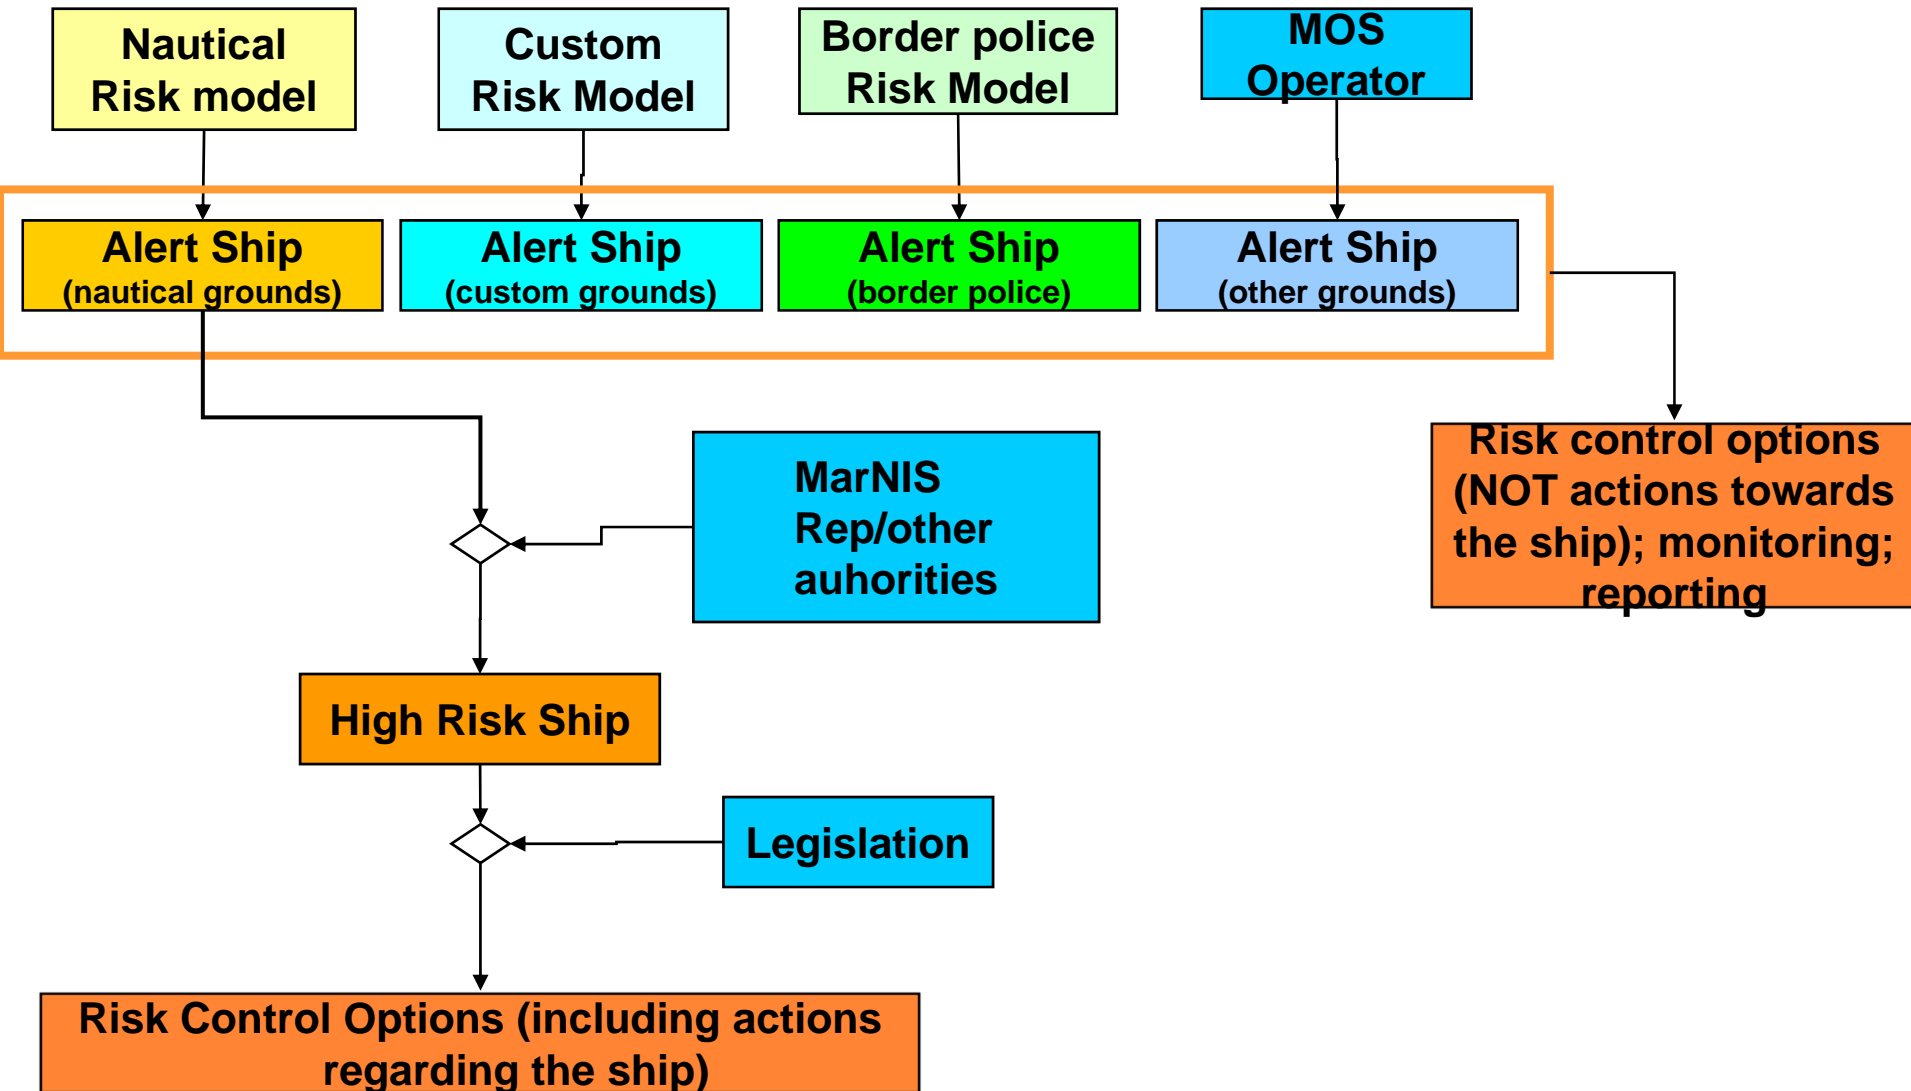 Nautical
Risk model
Custom
Risk Model
Border police
Risk Model
MOS
Operator
Alert Ship
(nautical grounds)
Alert Ship
(custom grounds)
Alert Ship
(border police)
Alert Ship
(other grounds)
MarNIS
Rep/other
auhorities
Risk control options
(NOT actions towards
the ship); monitoring;
reporting
High Risk Ship
Legislation
Risk Control Options (including actions
regarding the ship)